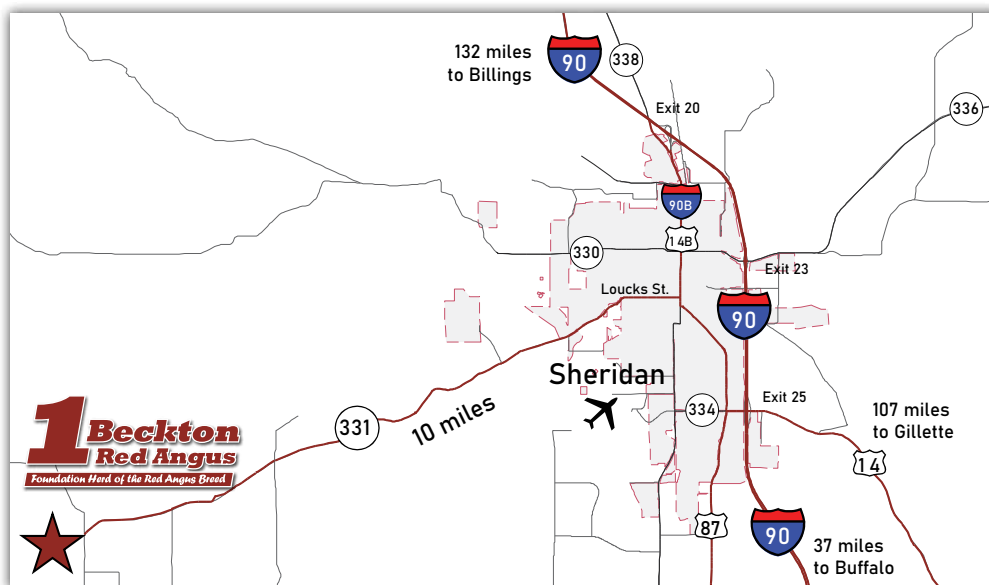 132 miles
to Billings
90
338
Exit 20
336
90B
14B
330
Exit 23
Loucks St.
90
Sheridan
1 Beckton
Red Angus
Foundation Herd of the Red Angus Breed
331
10 miles
334
Exit 25
107 miles
to Gillette
14
87
90
37 miles
to Buffalo